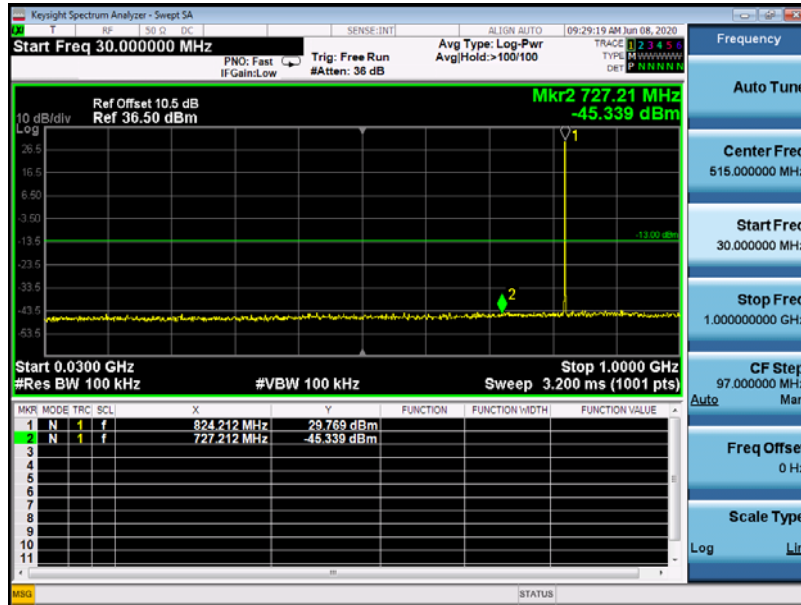 Keysight Spectrum Analyzer - Swept SA
T RF 50 Ω DC SENSE:INT ALIGN AUTO 09:29:19 AM Jun 08, 2020
Start Freq 30.000000 MHz
PNO: Fast
IFGain:Low
Trig: Free Run
#Atten: 36 dB
Avg Type: Log-Pwr
Avg|Hold:>100/100
TRACE 1 2 3 4 5 6
TYPE M WWWWW
DET P N N N N N
Mkr2 727.21 MHz
-45.339 dBm
Ref Offset 10.5 dB
10 dB/div Ref 36.50 dBm
Log
1
26.5
16.5
6.50
-3.50
-13.00 dBm
-13.5
-23.5
-33.5
2
-43.5
-53.5
Start 0.0300 GHz Stop 1.0000 GHz
#Res BW 100 kHz #VBW 100 kHz Sweep 3.200 ms (1001 pts)
MKR MODE TRC SCL X Y FUNCTION FUNCTION WIDTH FUNCTION VALUE
1 N 1 f 824.212 MHz 29.769 dBm
2 N 1 f 727.212 MHz -45.339 dBm
3
4
5
6
7
8
9
10
11
MSG STATUS
Frequency
Auto Tune
Center Freq
515.000000 MHz
Start Freq
30.000000 MHz
Stop Freq
1.000000000 GHz
CF Step
97.000000 MHz
Auto Man
Freq Offset
0 Hz
Scale Type
Log Lin